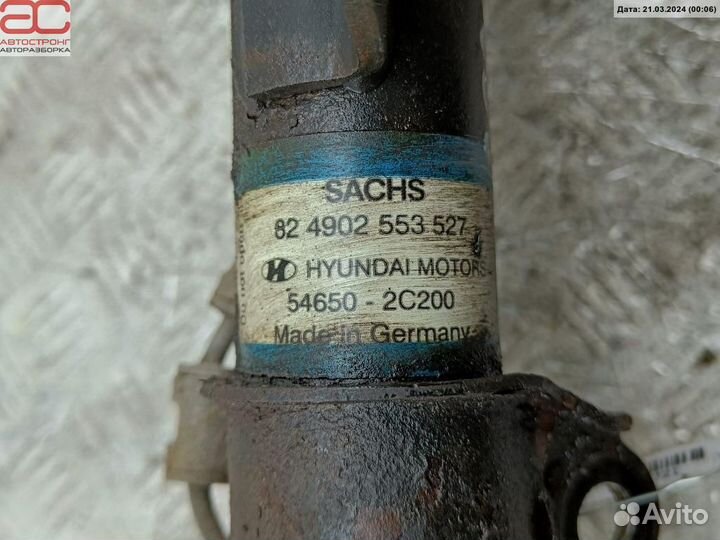 AC
АВТОСТРОНГ
АВТОРАЗБОРКА
Дата: 21.03.2024 (00:06)
SACHS
82 4902 553 527
HYUNDAI MOTORS
54650 - 2C200
Made in Germany
Avito